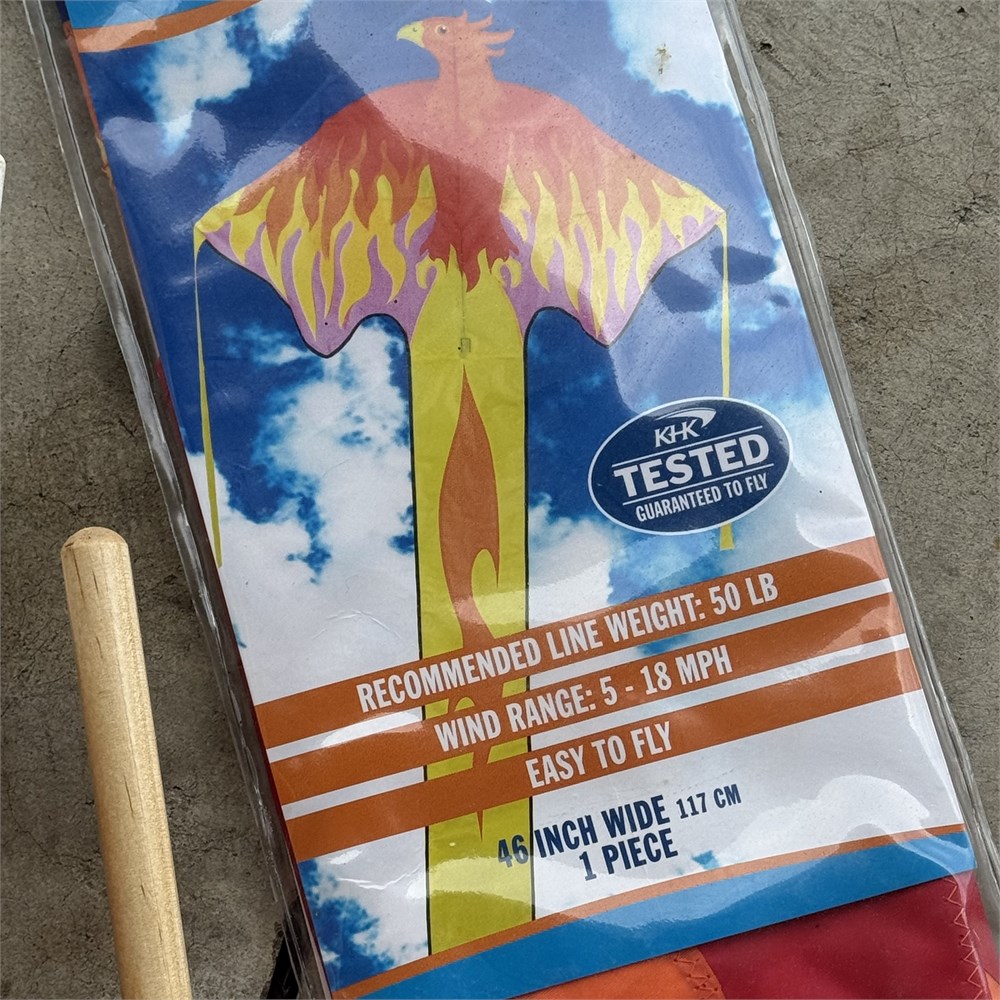 KHK
TESTED
GUARANTEED TO FLY
RECOMMENDED LINE WEIGHT: 50 LB
WIND RANGE: 5 - 18 MPH
EASY TO FLY
46 INCH WIDE 117 CM
1 PIECE